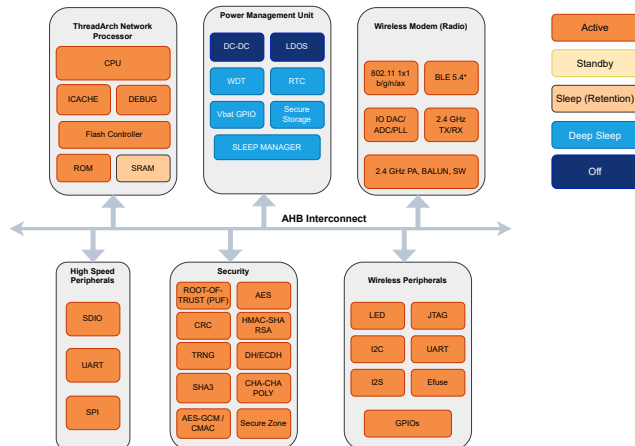 ThreadArch Network
Processor
CPU
ICACHE
DEBUG
Flash Controller
ROM
SRAM
Power Management Unit
DC-DC
LDOS
WDT
RTC
Vbat GPIO
Secure
Storage
SLEEP MANAGER
Wireless Modem (Radio)
802.11 1x1
b/g/n/ax
BLE 5.4*
IO DAC/
ADC/PLL
2.4 GHz
TX/RX
2.4 GHz PA, BALUN, SW
Active
Standby
Sleep (Retention)
Deep Sleep
Off
AHB Interconnect
High Speed
Peripherals
SDIO
UART
SPI
Security
ROOT-OF-
TRUST (PUF)
AES
CRC
HMAC-SHA
RSA
TRNG
DH/ECDH
SHA3
CHA-CHA
POLY
AES-GCM /
CMAC
Secure Zone
Wireless Peripherals
LED
JTAG
I2C
UART
I2S
Efuse
GPIOs